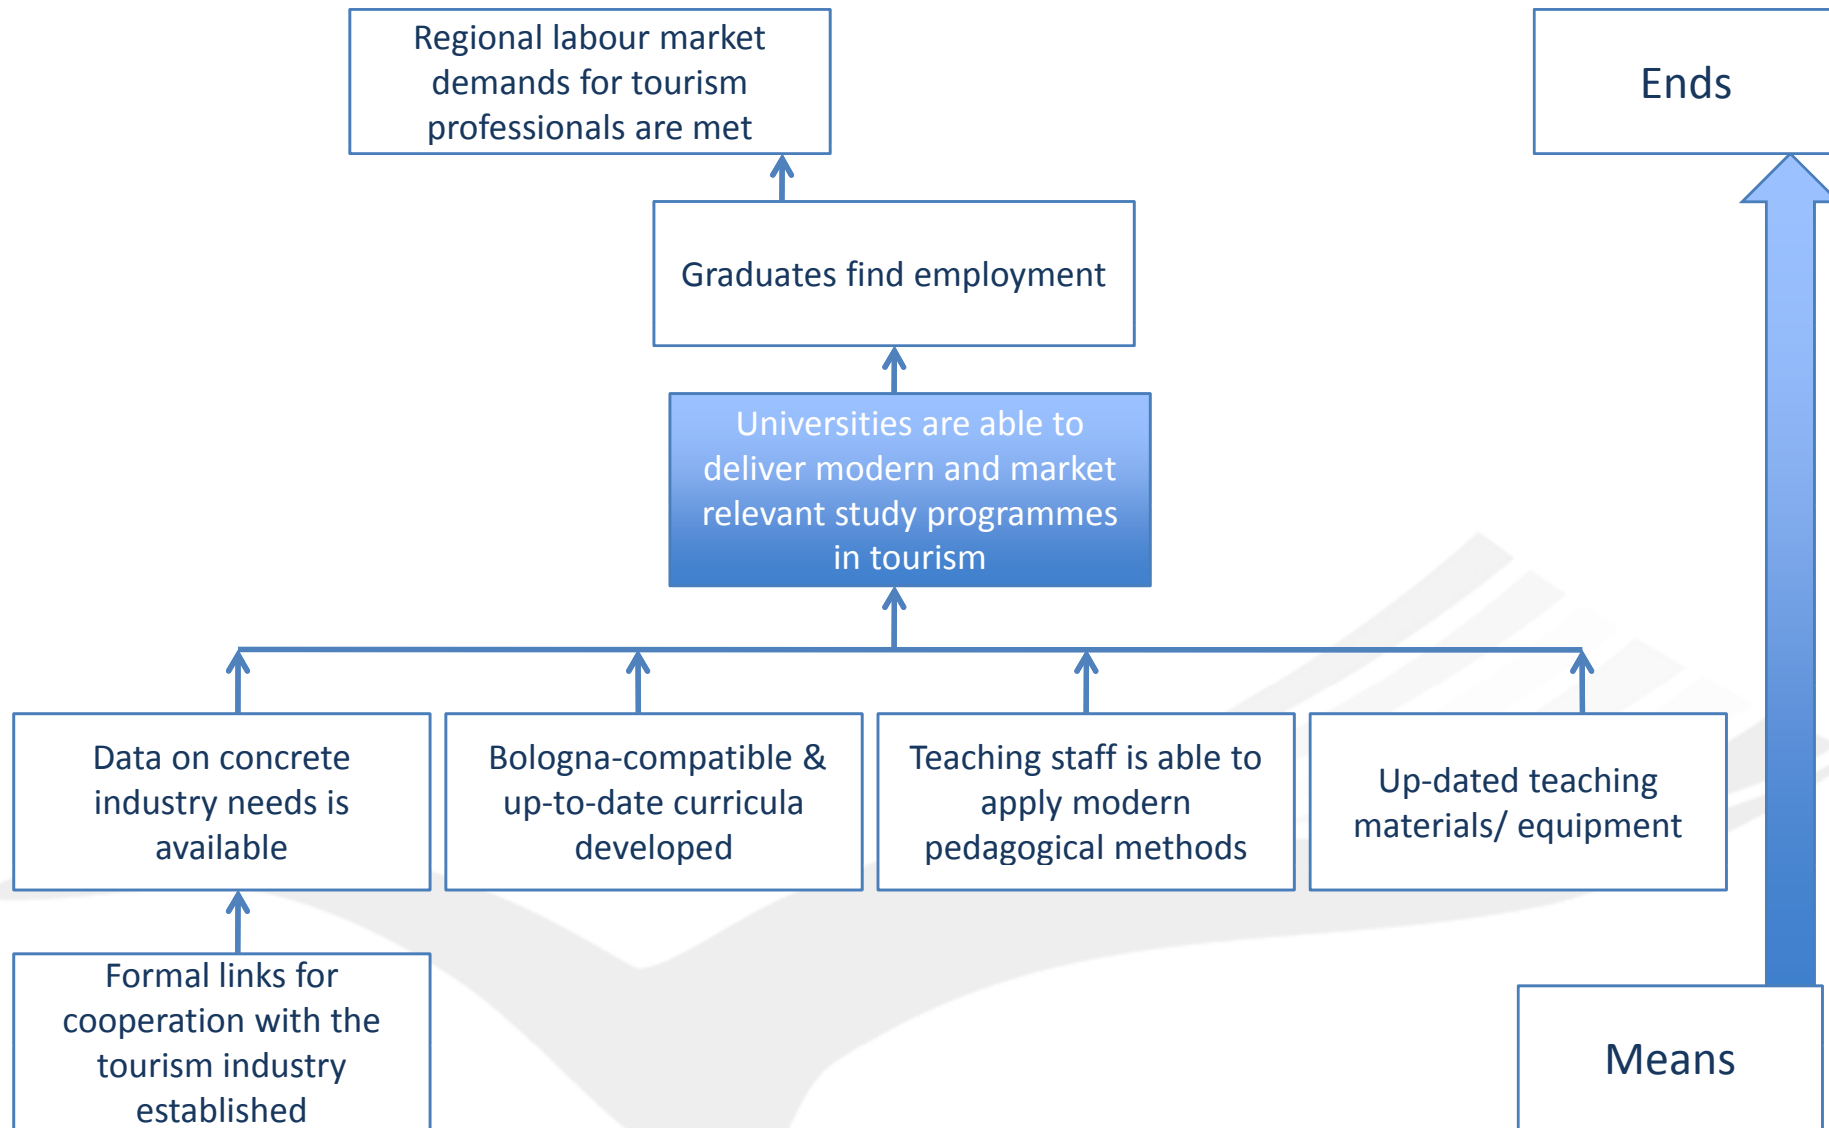 Regional labour market
demands for tourism
professionals are met
Ends
Graduates find employment
Universities are able to
deliver modern and market
relevant study programmes
in tourism
Data on concrete
industry needs is
available
Bologna-compatible &
up-to-date curricula
developed
Teaching staff is able to
apply modern
pedagogical methods
Up-dated teaching
materials/ equipment
Formal links for
cooperation with the
tourism industry
established
Means